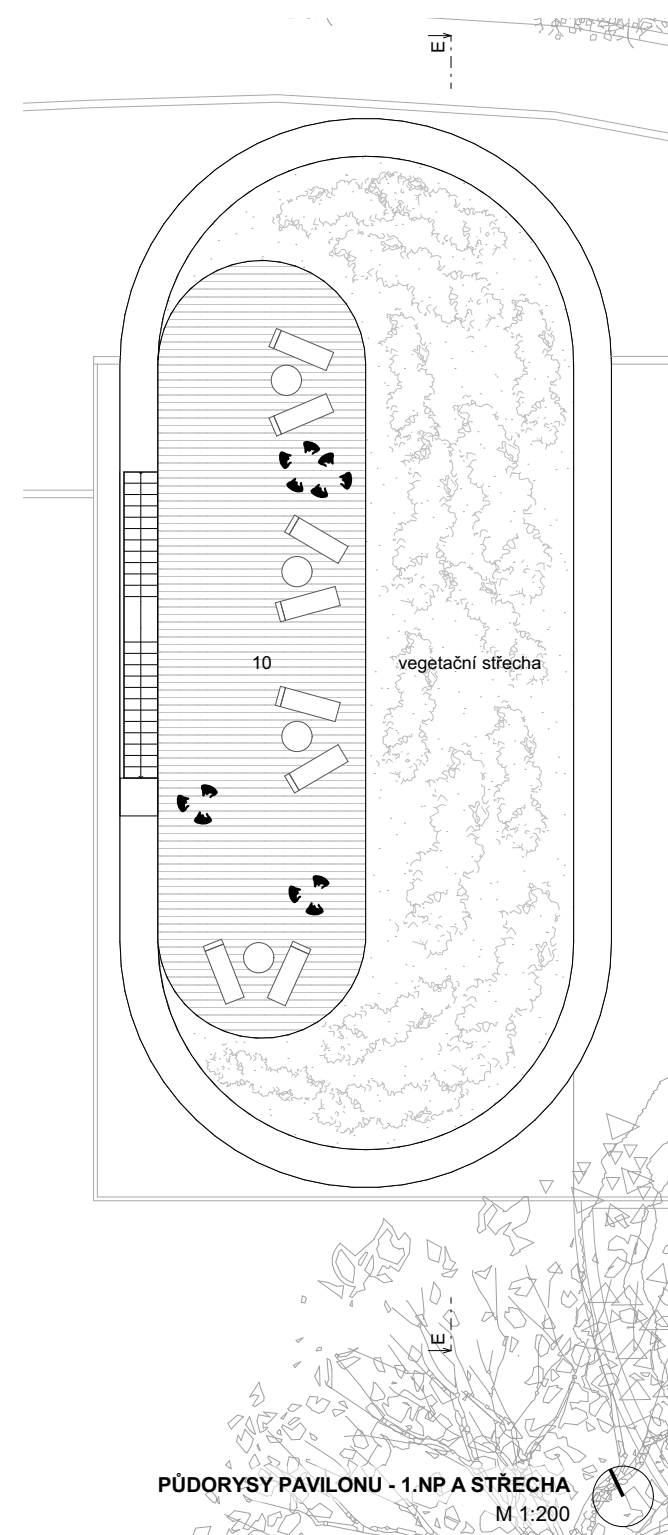 E
10
vegetační střecha
E
PŮDORYSY PAVILONU - 1.NP A STŘECHA
M 1:200